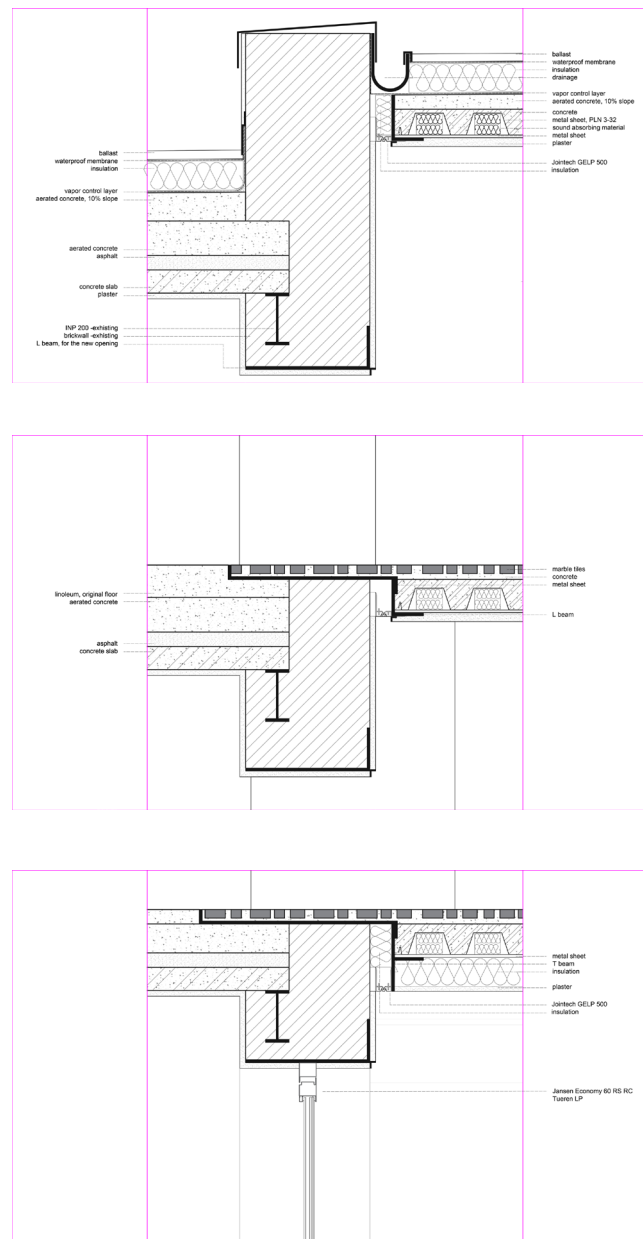 ballast
waterproof membrane
insulation
drainage
vapor control layer
aerated concrete, 10% slope
concrete
metal sheet, PLN 3-32
sound absorbing material
metal sheet
plaster
Jointech GELP 500
insulation
ballast
waterproof membrane
insulation
vapor control layer
aerated concrete, 10% slope
aerated concrete
asphalt
concrete slab
plaster
INP 200 -exhisting
brickwall -exhisting
L beam, for the new opening
marble tiles
concrete
metal sheet
L beam
linoleum, original floor
aerated concrete
asphalt
concrete slab
metal sheet
T beam
insulation
plaster
Jointech GELP 500
insulation
Jansen Economy 60 RS RC
Tueren LP